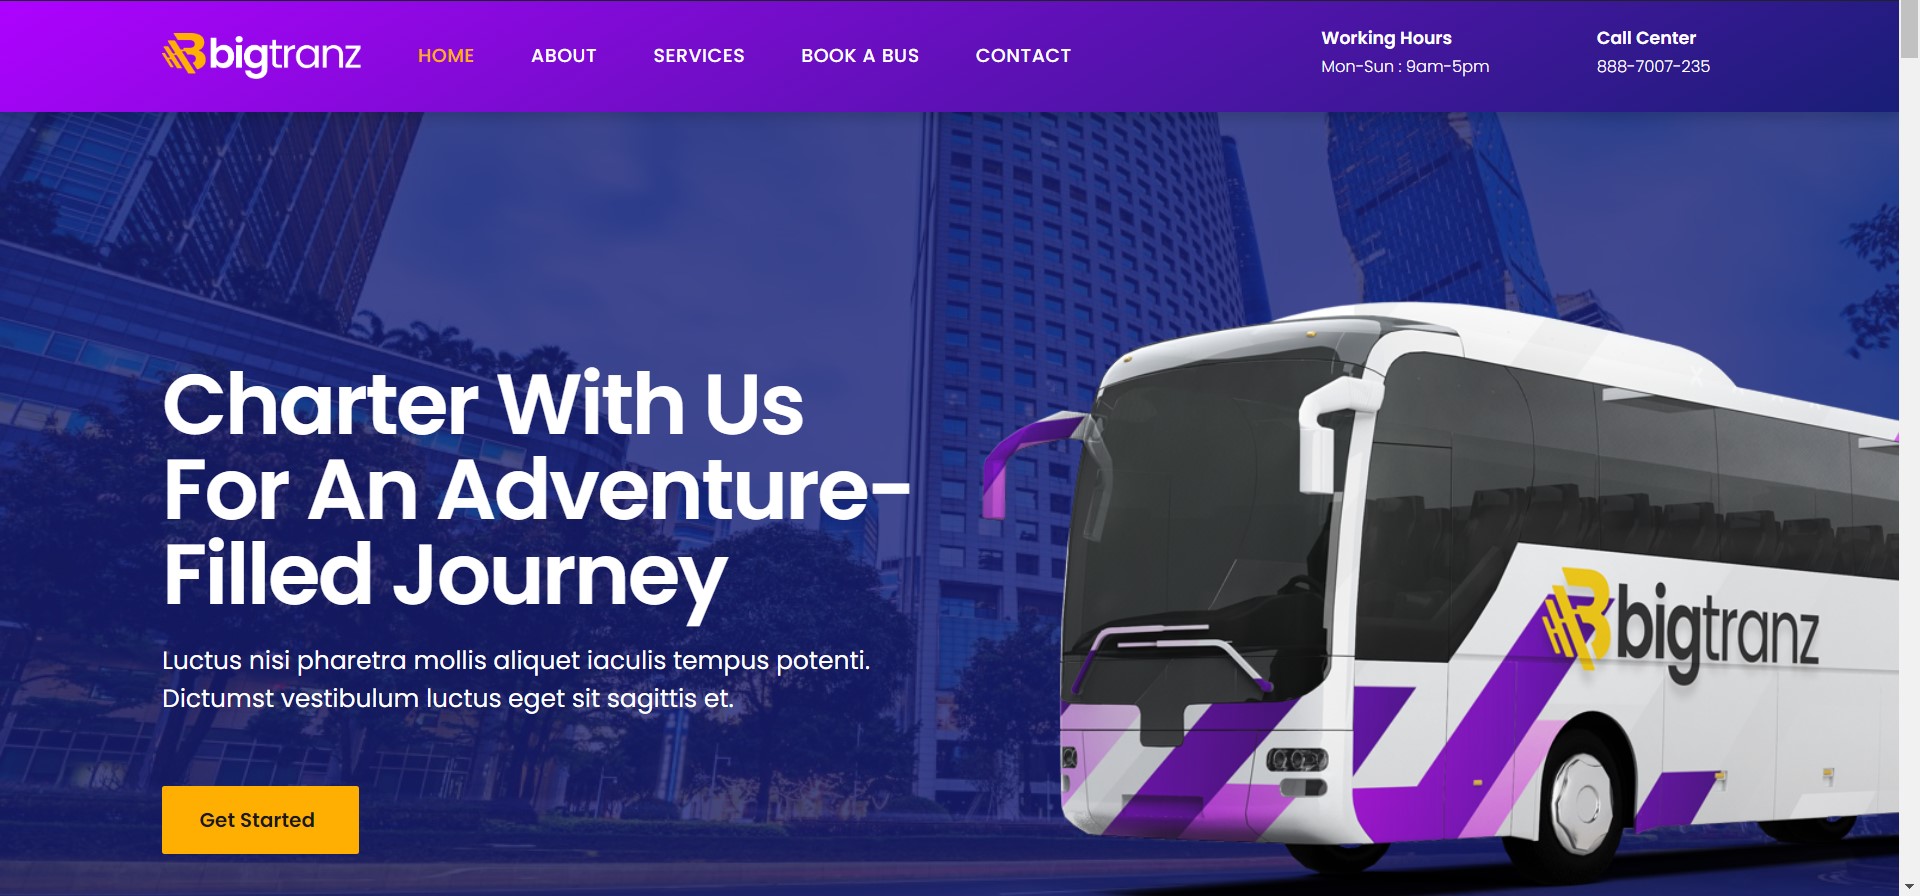 bigtranz
HOME ABOUT SERVICES BOOK A BUS CONTACT
Working Hours
Mon-Sun : 9am-5pm
Call Center
888-7007-235
Charter With Us
For An Adventure-
Filled Journey
Luctus nisi pharetra mollis aliquet iaculis tempus potenti.
Dictumst vestibulum luctus eget sit sagittis et.
Get Started
bigtranz